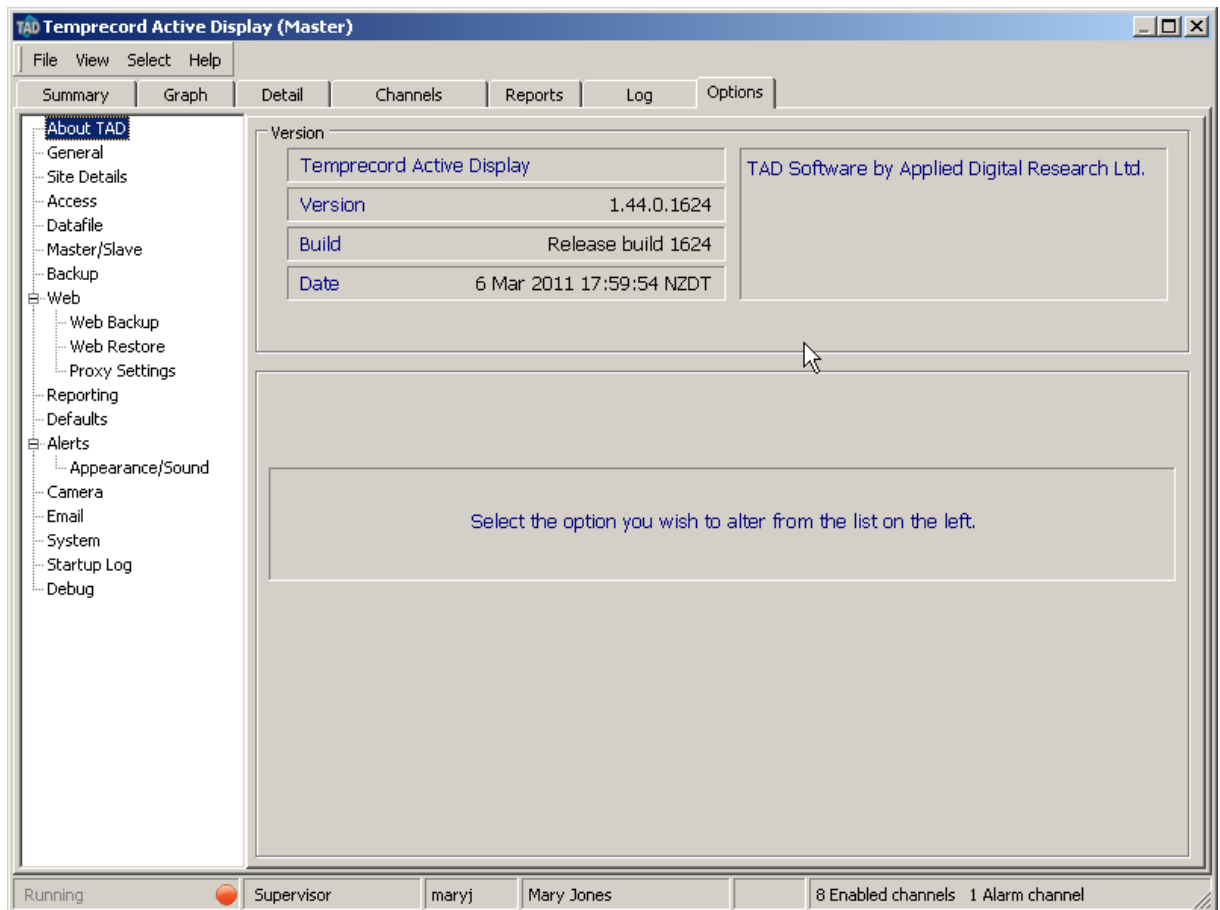 TAD Temprecord Active Display (Master)
File View Select Help
Summary Graph Detail Channels Reports Log Options
About TAD
General
Site Details
Access
Datafile
Master/Slave
Backup
Web
Web Backup
Web Restore
Proxy Settings
Reporting
Defaults
Alerts
Appearance/Sound
Camera
Email
System
Startup Log
Debug
Version
Temprecord Active Display
Version 1.44.0.1624
Build Release build 1624
Date 6 Mar 2011 17:59:54 NZDT
TAD Software by Applied Digital Research Ltd.
Select the option you wish to alter from the list on the left.
Running Supervisor maryj Mary Jones 8 Enabled channels 1 Alarm channel